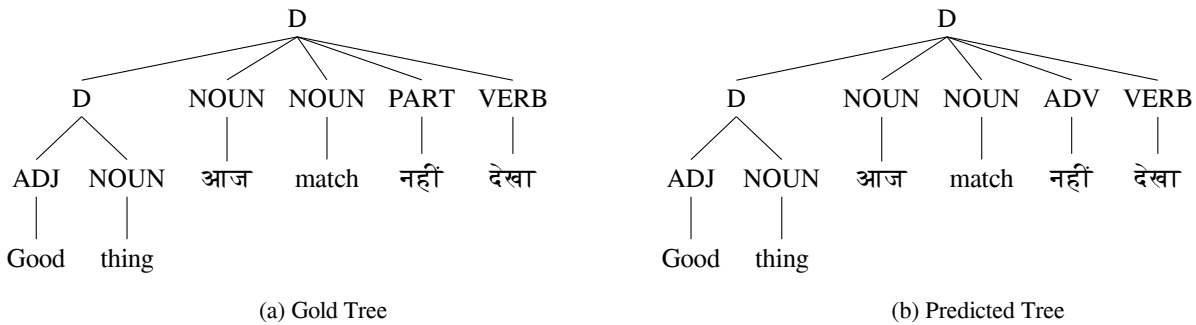 D D
D NOUN NOUN PART VERB D NOUN NOUN ADV VERB
ADJ NOUN आज match नहीं देखा ADJ NOUN आज match नहीं देखा
Good thing Good thing
(a) Gold Tree (b) Predicted Tree